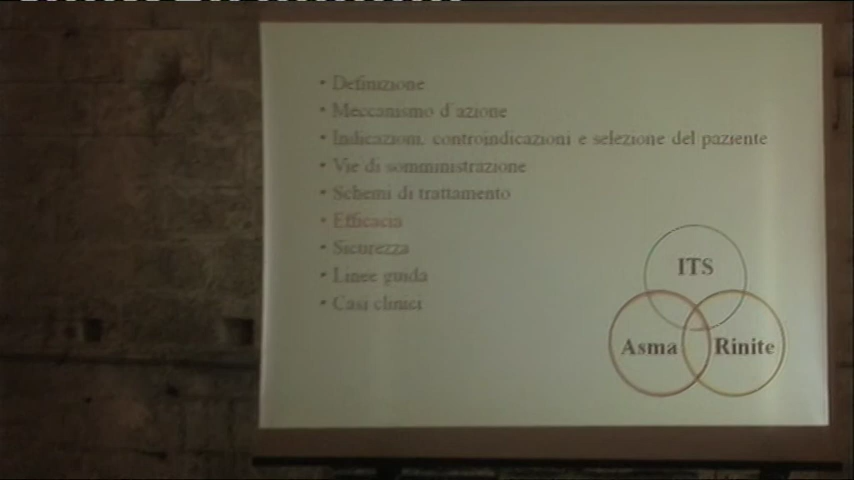 • Definizione
• Meccanismo d'azione
• Indicazioni, controindicazioni e selezione del paziente
• Vie di somministrazione
• Schemi di trattamento
• Efficacia
• Sicurezza
• Linee guida
• Casi clinici
ITS
Asma
Rinite